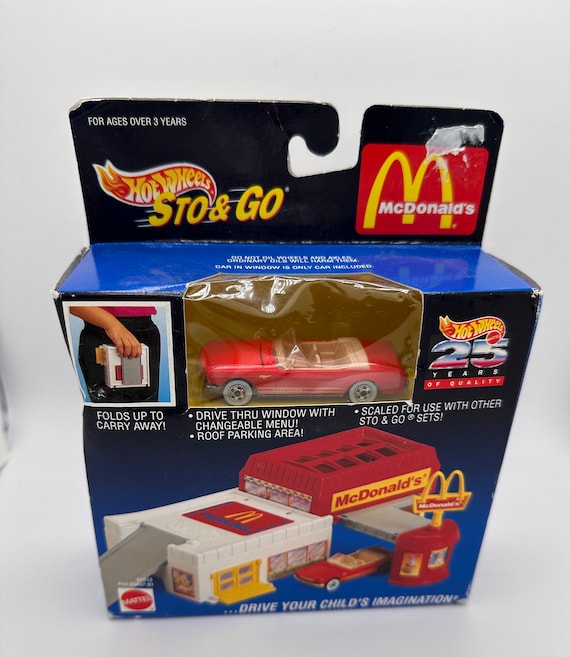 FOR AGES OVER 3 YEARS
HOT WHEELS
STO & GO®
McDonald's®
DO NOT OIL WHEELS AND AXLES.
ORDINARY OILS WILL HARM THEM.
CAR IN WINDOW IS ONLY CAR INCLUDED.
HOT WHEELS
25
YEARS
OF QUALITY
FOLDS UP TO
CARRY AWAY!
• DRIVE THRU WINDOW WITH
CHANGEABLE MENU!
• ROOF PARKING AREA!
• SCALED FOR USE WITH OTHER
STO & GO® SETS!
McDonald's
McDonald's
MATTEL
...DRIVE YOUR CHILD'S IMAGINATION!